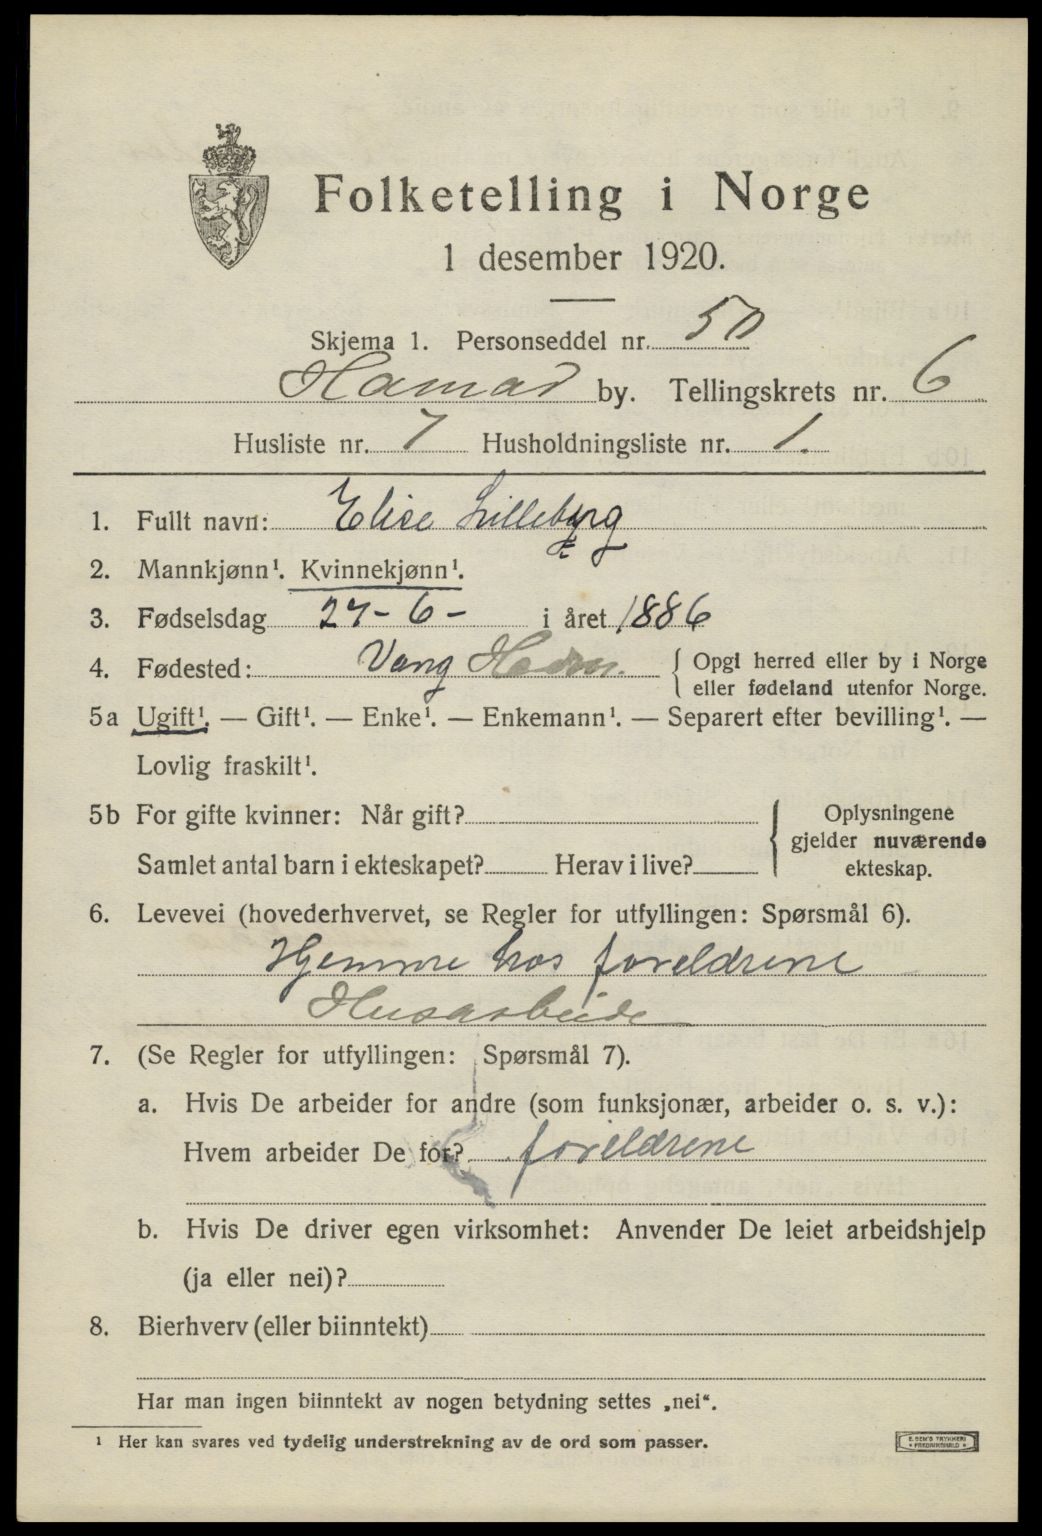 Folketelling i Norge
1 desember 1920.
Skjema 1. Personseddel nr. 50
Hamar by. Tellingskrets nr. 6
Husliste nr. 7 Husholdningsliste nr. 1.
1. Fullt navn: Elise Lilleberg
2. Mannkjønn¹. Kvinnekjønn¹.
3. Fødselsdag 27-6- i året 1886
4. Fødested: Vang Hedm. { Opgi herred eller by i Norge
eller fødeland utenfor Norge.
5a Ugift¹. — Gift¹. — Enke¹. — Enkemann¹. — Separert efter bevilling¹. —
Lovlig fraskilt¹.
5b For gifte kvinner: Når gift? { Oplysningene
gjelder nuværende
Samlet antal barn i ekteskapet? Herav i live? ekteskap.
6. Levevei (hovederhvervet, se Regler for utfyllingen: Spørsmål 6).
Hjemme hos foreldrene
Husarbeide
7. (Se Regler for utfyllingen: Spørsmål 7).
a. Hvis De arbeider for andre (som funksjonær, arbeider o. s. v.):
Hvem arbeider De for? foreldrene
b. Hvis De driver egen virksomhet: Anvender De leiet arbeidshjelp
(ja eller nei)?
8. Bierhverv (eller biinntekt)
Har man ingen biinntekt av nogen betydning settes „nei“.
¹ Her kan svares ved tydelig understrekning av de ord som passer.
E. SEM'S TRYKKERI
• FREDRIKSHALD •